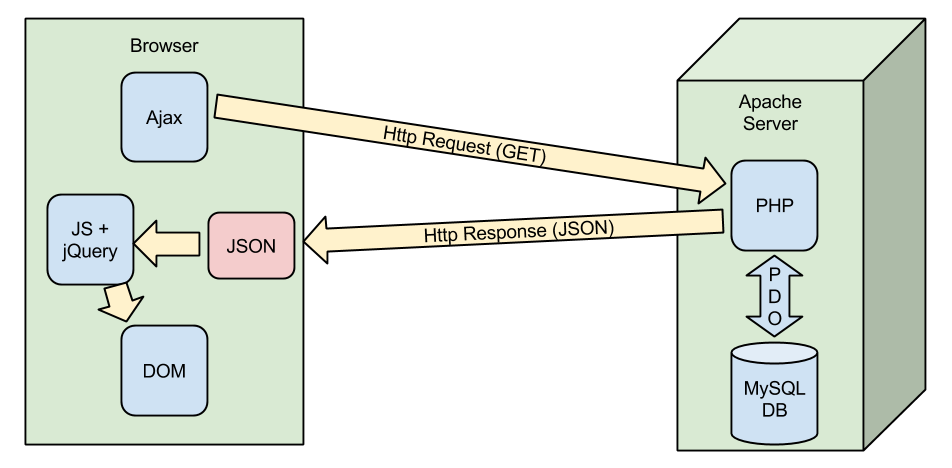 Browser
Ajax
Http Request (GET)
Apache
Server
PHP
JS +
jQuery
JSON
Http Response (JSON)
P
D
O
DOM
MySQL
DB